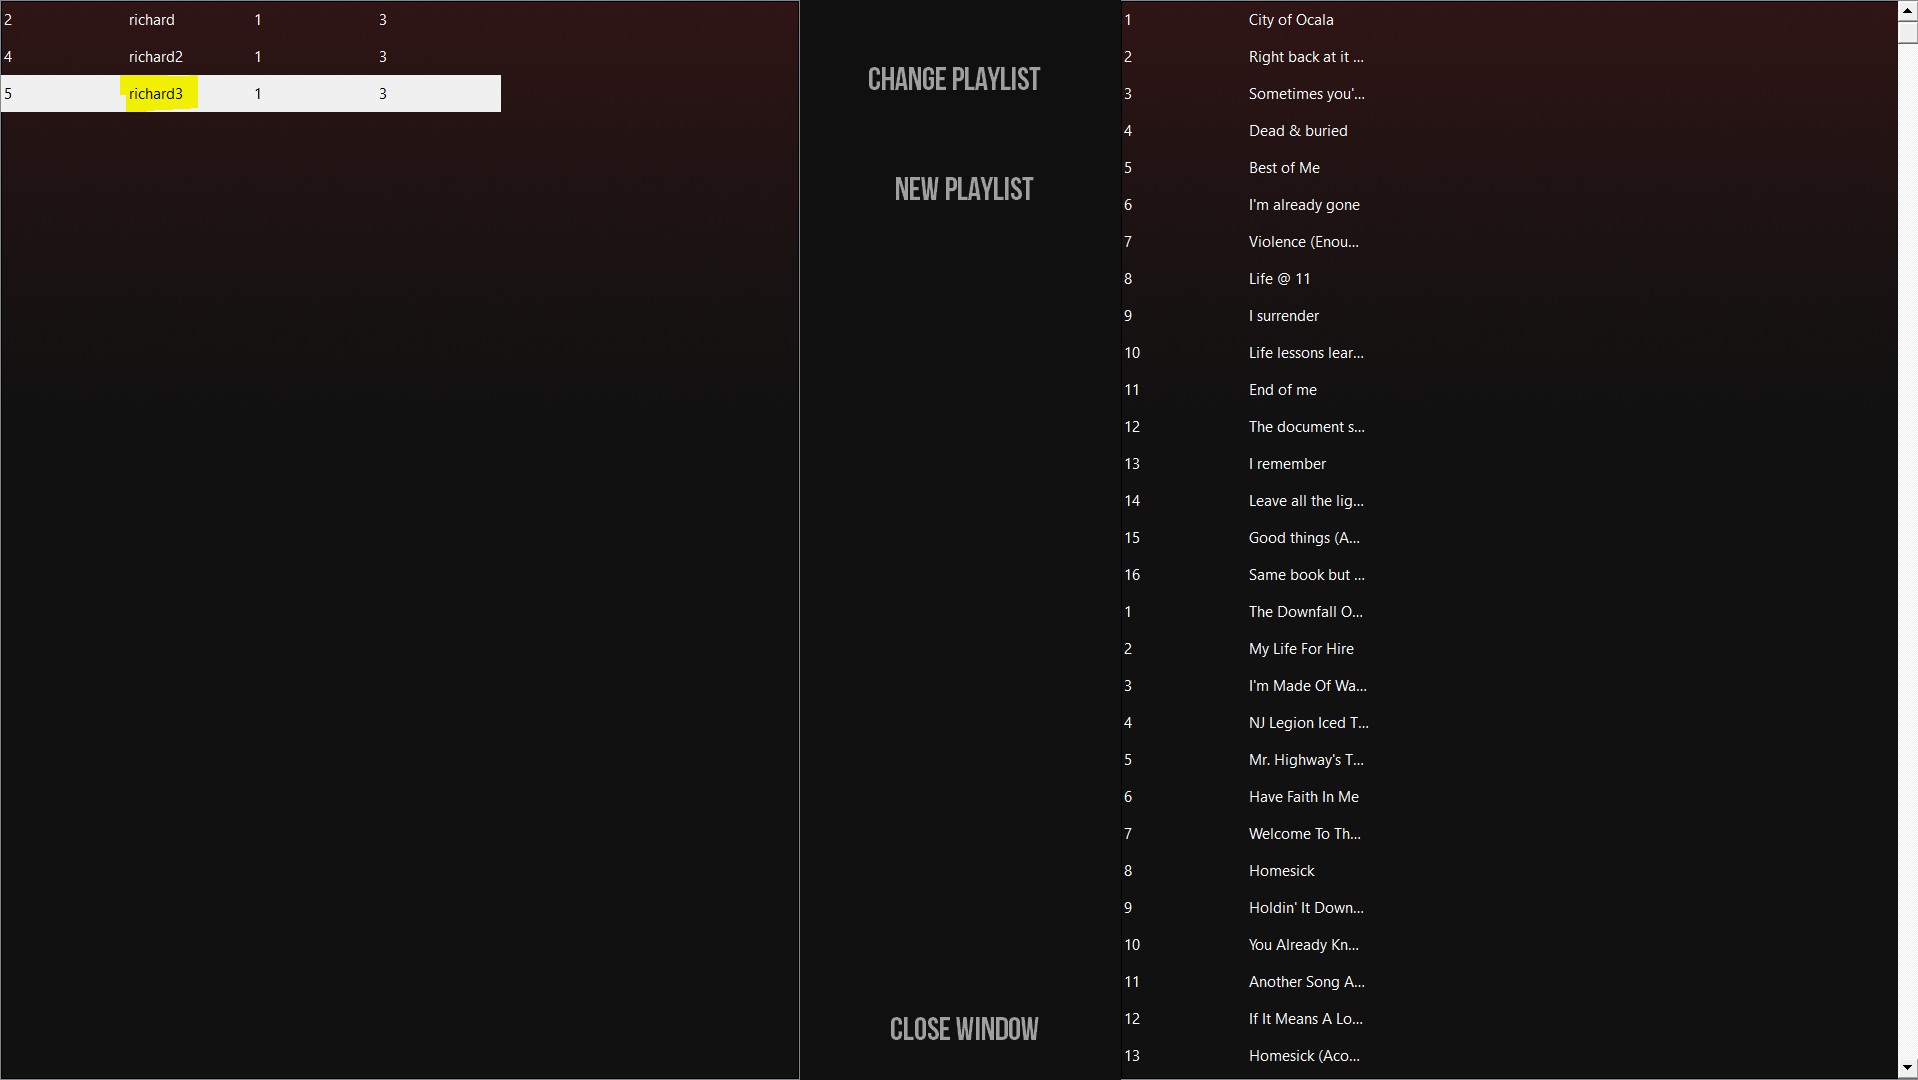 2 richard 1 3
4 richard2 1 3
5 richard3 1 3
CHANGE PLAYLIST
NEW PLAYLIST
CLOSE WINDOW
1 City of Ocala
2 Right back at it ...
3 Sometimes you'...
4 Dead & buried
5 Best of Me
6 I'm already gone
7 Violence (Enou...
8 Life @ 11
9 I surrender
10 Life lessons lear...
11 End of me
12 The document s...
13 I remember
14 Leave all the lig...
15 Good things (A...
16 Same book but ...
1 The Downfall O...
2 My Life For Hire
3 I'm Made Of Wa...
4 NJ Legion Iced T...
5 Mr. Highway's T...
6 Have Faith In Me
7 Welcome To Th...
8 Homesick
9 Holdin' It Down...
10 You Already Kn...
11 Another Song A...
12 If It Means A Lo...
13 Homesick (Aco...